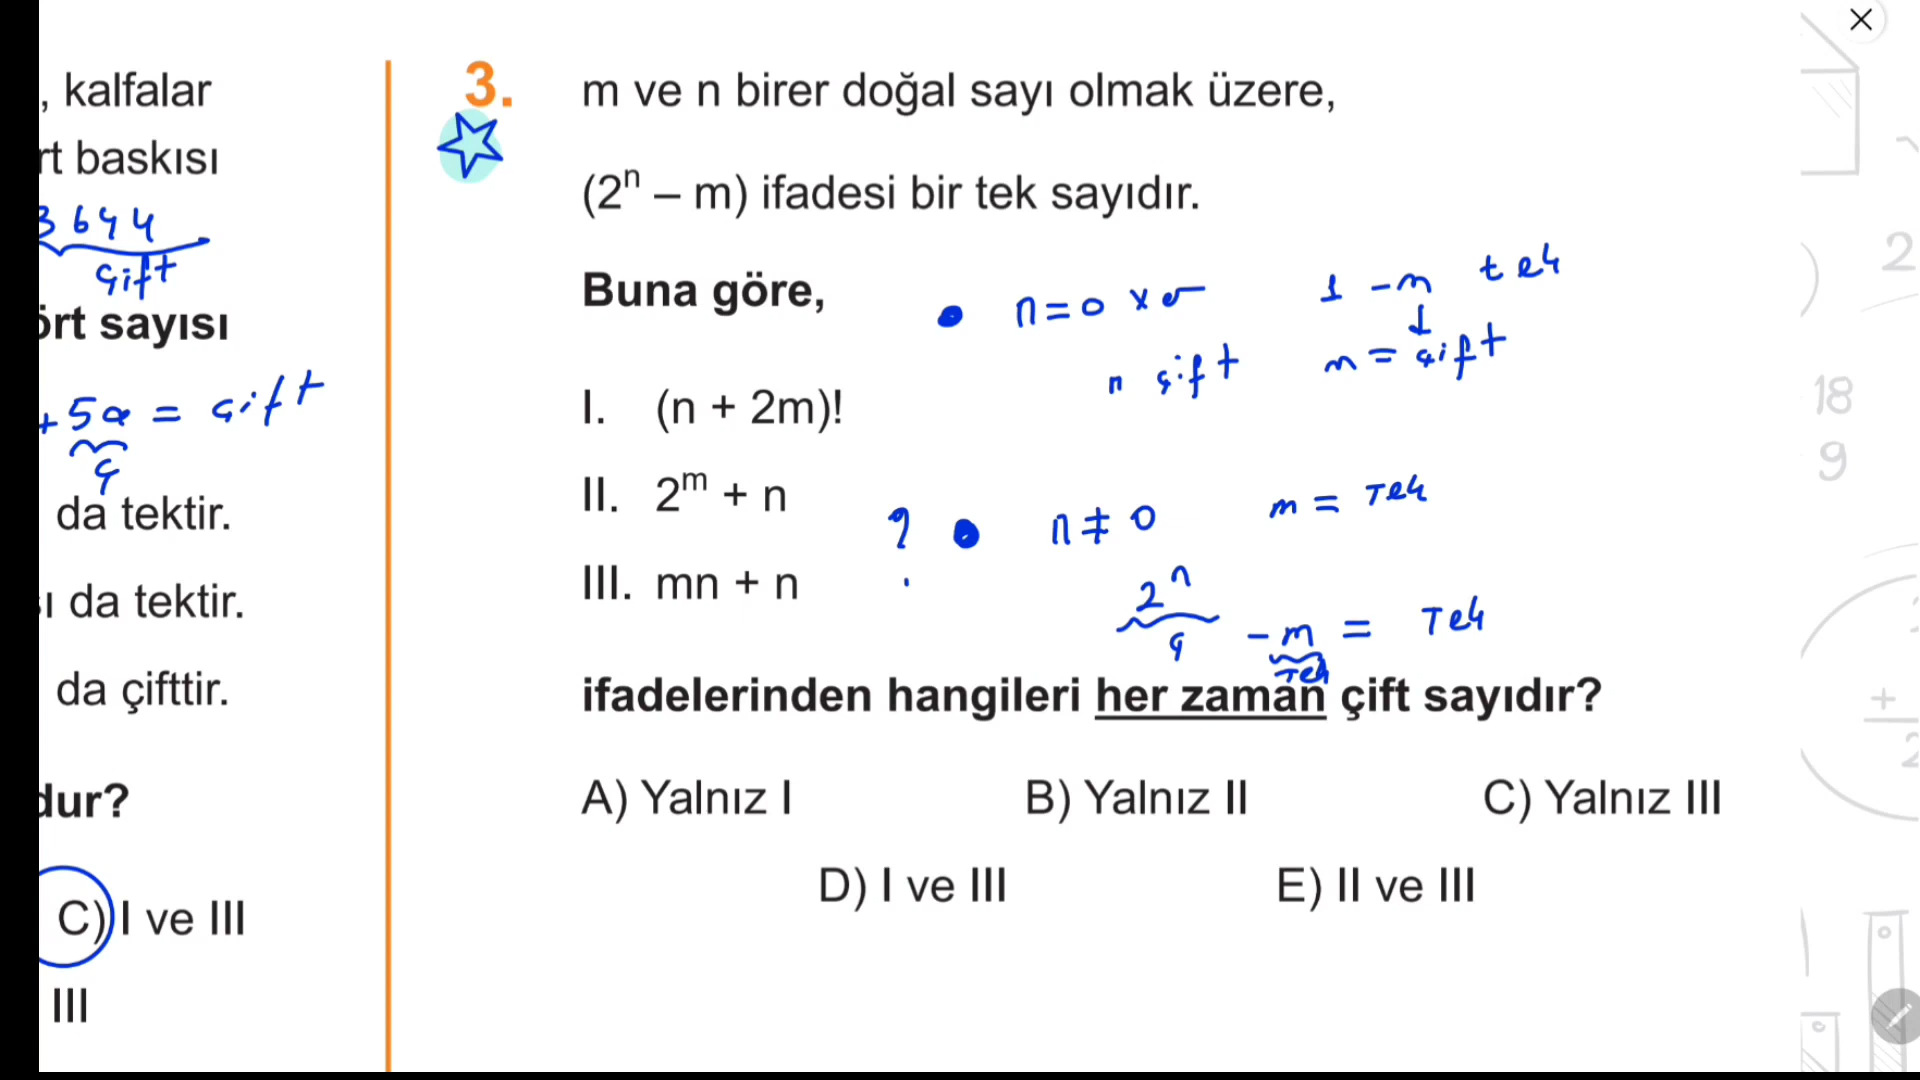 , kalfalar
rt baskısı
3644
çift
ört sayısı
+5a = çift
ç
da tektir.
ı da tektir.
da çifttir.
dur?
C) I ve III
III
3. m ve n birer doğal sayı olmak üzere,
(2ⁿ – m) ifadesi bir tek sayıdır.
Buna göre,
n=0 1 -m tek
n çift m = çift
I. (n + 2m)!
II. 2ᵐ + n
? n≠0 m = Tek
III. mn + n
2ⁿ -m = Tek
ç Tek
ifadelerinden hangileri her zaman çift sayıdır?
A) Yalnız I B) Yalnız II C) Yalnız III
D) I ve III E) II ve III
2
18
9
+
2